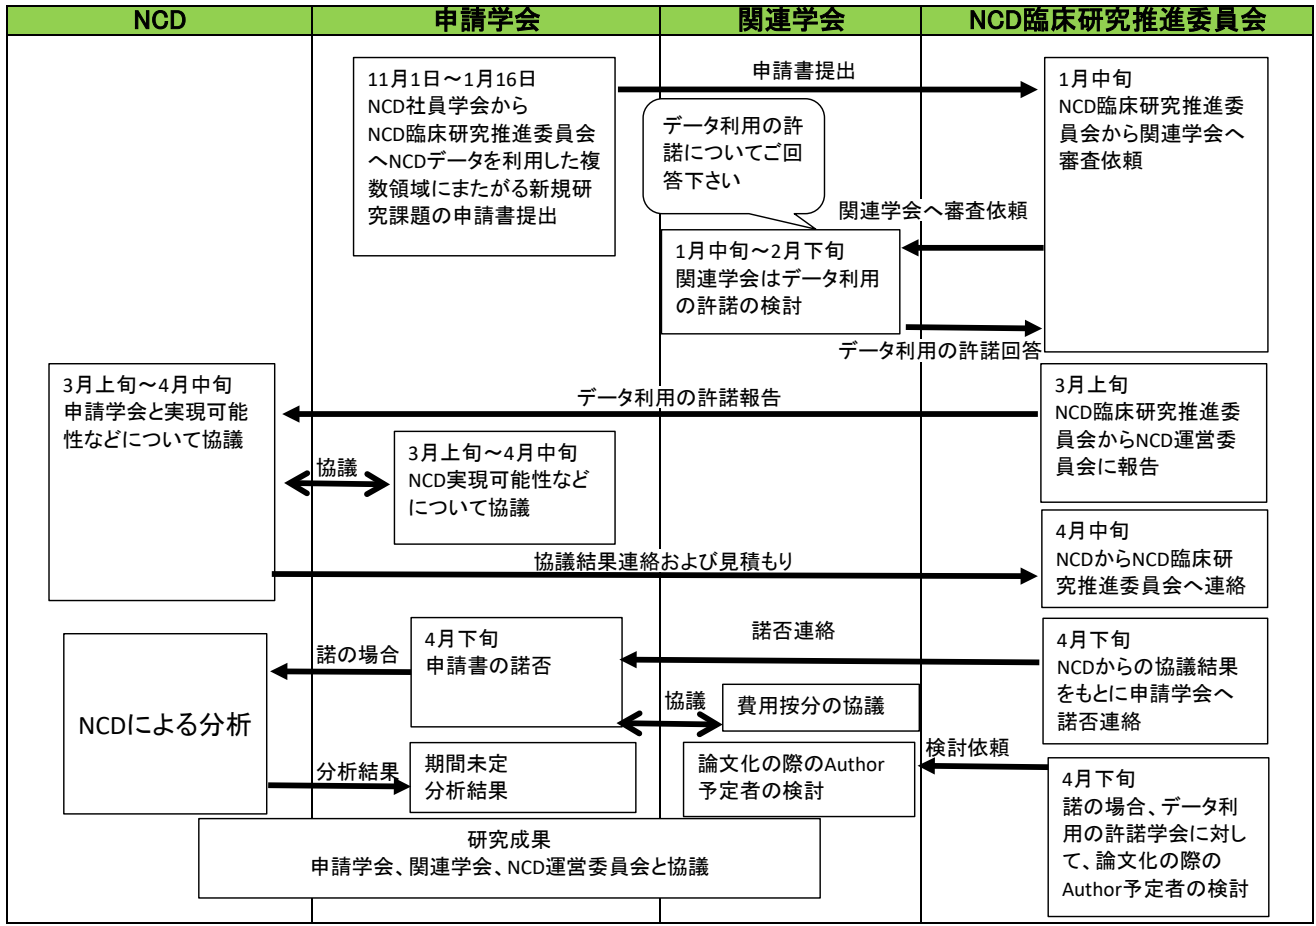 NCD
申請学会
関連学会
NCD臨床研究推進委員会
11月1日～1月16日
NCD社員学会から
NCD臨床研究推進委員会
へNCDデータを利用した複
数領域にまたがる新規研
究課題の申請書提出
申請書提出
1月中旬
NCD臨床研究推進委
員会から関連学会へ
審査依頼
データ利用の許
諾についてご回
答下さい
関連学会へ審査依頼
1月中旬～2月下旬
関連学会はデータ利用
の許諾の検討
データ利用の許諾回答
3月上旬～4月中旬
申請学会と実現可能
性などについて協議
データ利用の許諾報告
3月上旬
NCD臨床研究推進委
員会からNCD運営委
員会に報告
協議
3月上旬～4月中旬
NCD実現可能性など
について協議
協議結果連絡および見積もり
4月中旬
NCDからNCD臨床研
究推進委員会へ連絡
諾の場合
4月下旬
申請書の諾否
諾否連絡
4月下旬
NCDからの協議結果
をもとに申請学会へ
諾否連絡
NCDによる分析
協議
費用按分の協議
分析結果
期間未定
分析結果
論文化の際のAuthor
予定者の検討
検討依頼
4月下旬
諾の場合、データ利
用の許諾学会に対し
て、論文化の際の
Author予定者の検討
研究成果
申請学会、関連学会、NCD運営委員会と協議